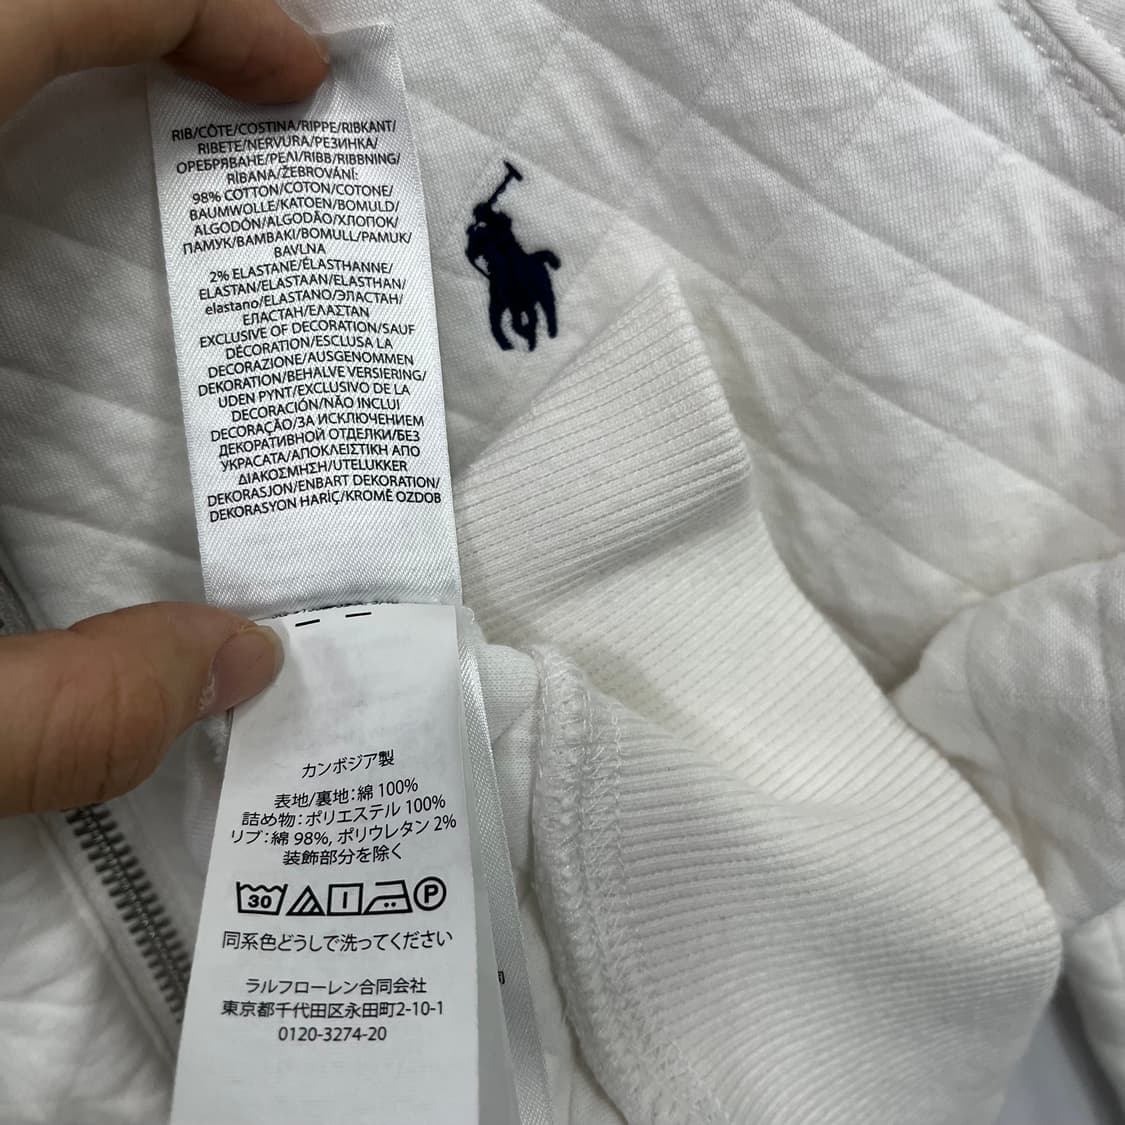 RIB/CÔTE/COSTINA/RIPPE/RIBKANT/
RIBETE/NERVURA/РЕЗИНКА/
ОРЕБРЯВАНЕ/ΡΕΛΙ/RIBB/RIBBNING/
RİBANA/ŽEBROVÁNÍ:
98% COTTON/COTON/COTONE/
BAUMWOLLE/KATOEN/BOMULD/
ALGODÓN/ALGODÃO/ХЛОПОК/
ПАМУК/ΒΑΜΒΑΚΙ/BOMULL/PAMUK/
BAVLNA
2% ELASTANE/ÉLASTHANNE/
ELASTAN/ELASTAAN/ELASTHAN/
elastano/ELASTANO/ЭЛАСТАН/
ЕЛАСТАН/ΕΛΑΣΤΑΝ
EXCLUSIVE OF DECORATION/SAUF
DÉCORATION/ESCLUSA LA
DECORAZIONE/AUSGENOMMEN
DEKORATION/BEHALVE VERSIERING/
UDEN PYNT/EXCLUSIVO DE LA
DECORACIÓN/NÃO INCLUI
DECORAÇÃO/ЗА ИСКЛЮЧЕНИЕМ
ДЕКОРАТИВНОЙ ОТДЕЛКИ/БЕЗ
УКРАСАТА/ΑΠΟΚΛΕΙΣΤΙΚΗ ΑΠΟ
ΔΙΑΚΟΣΜΗΣΗ/UTELUKKER
DEKORASJON/ENBART DEKORATION/
DEKORASYON HARİÇ/KROMĚ OZDOB
カンボジア製
表地/裏地:綿 100%
詰め物:ポリエステル 100%
リブ:綿 98%, ポリウレタン 2%
装飾部分を除く
30 P
同系色どうしで洗ってください
ラルフローレン合同会社
東京都千代田区永田町2-10-1
0120-3274-20